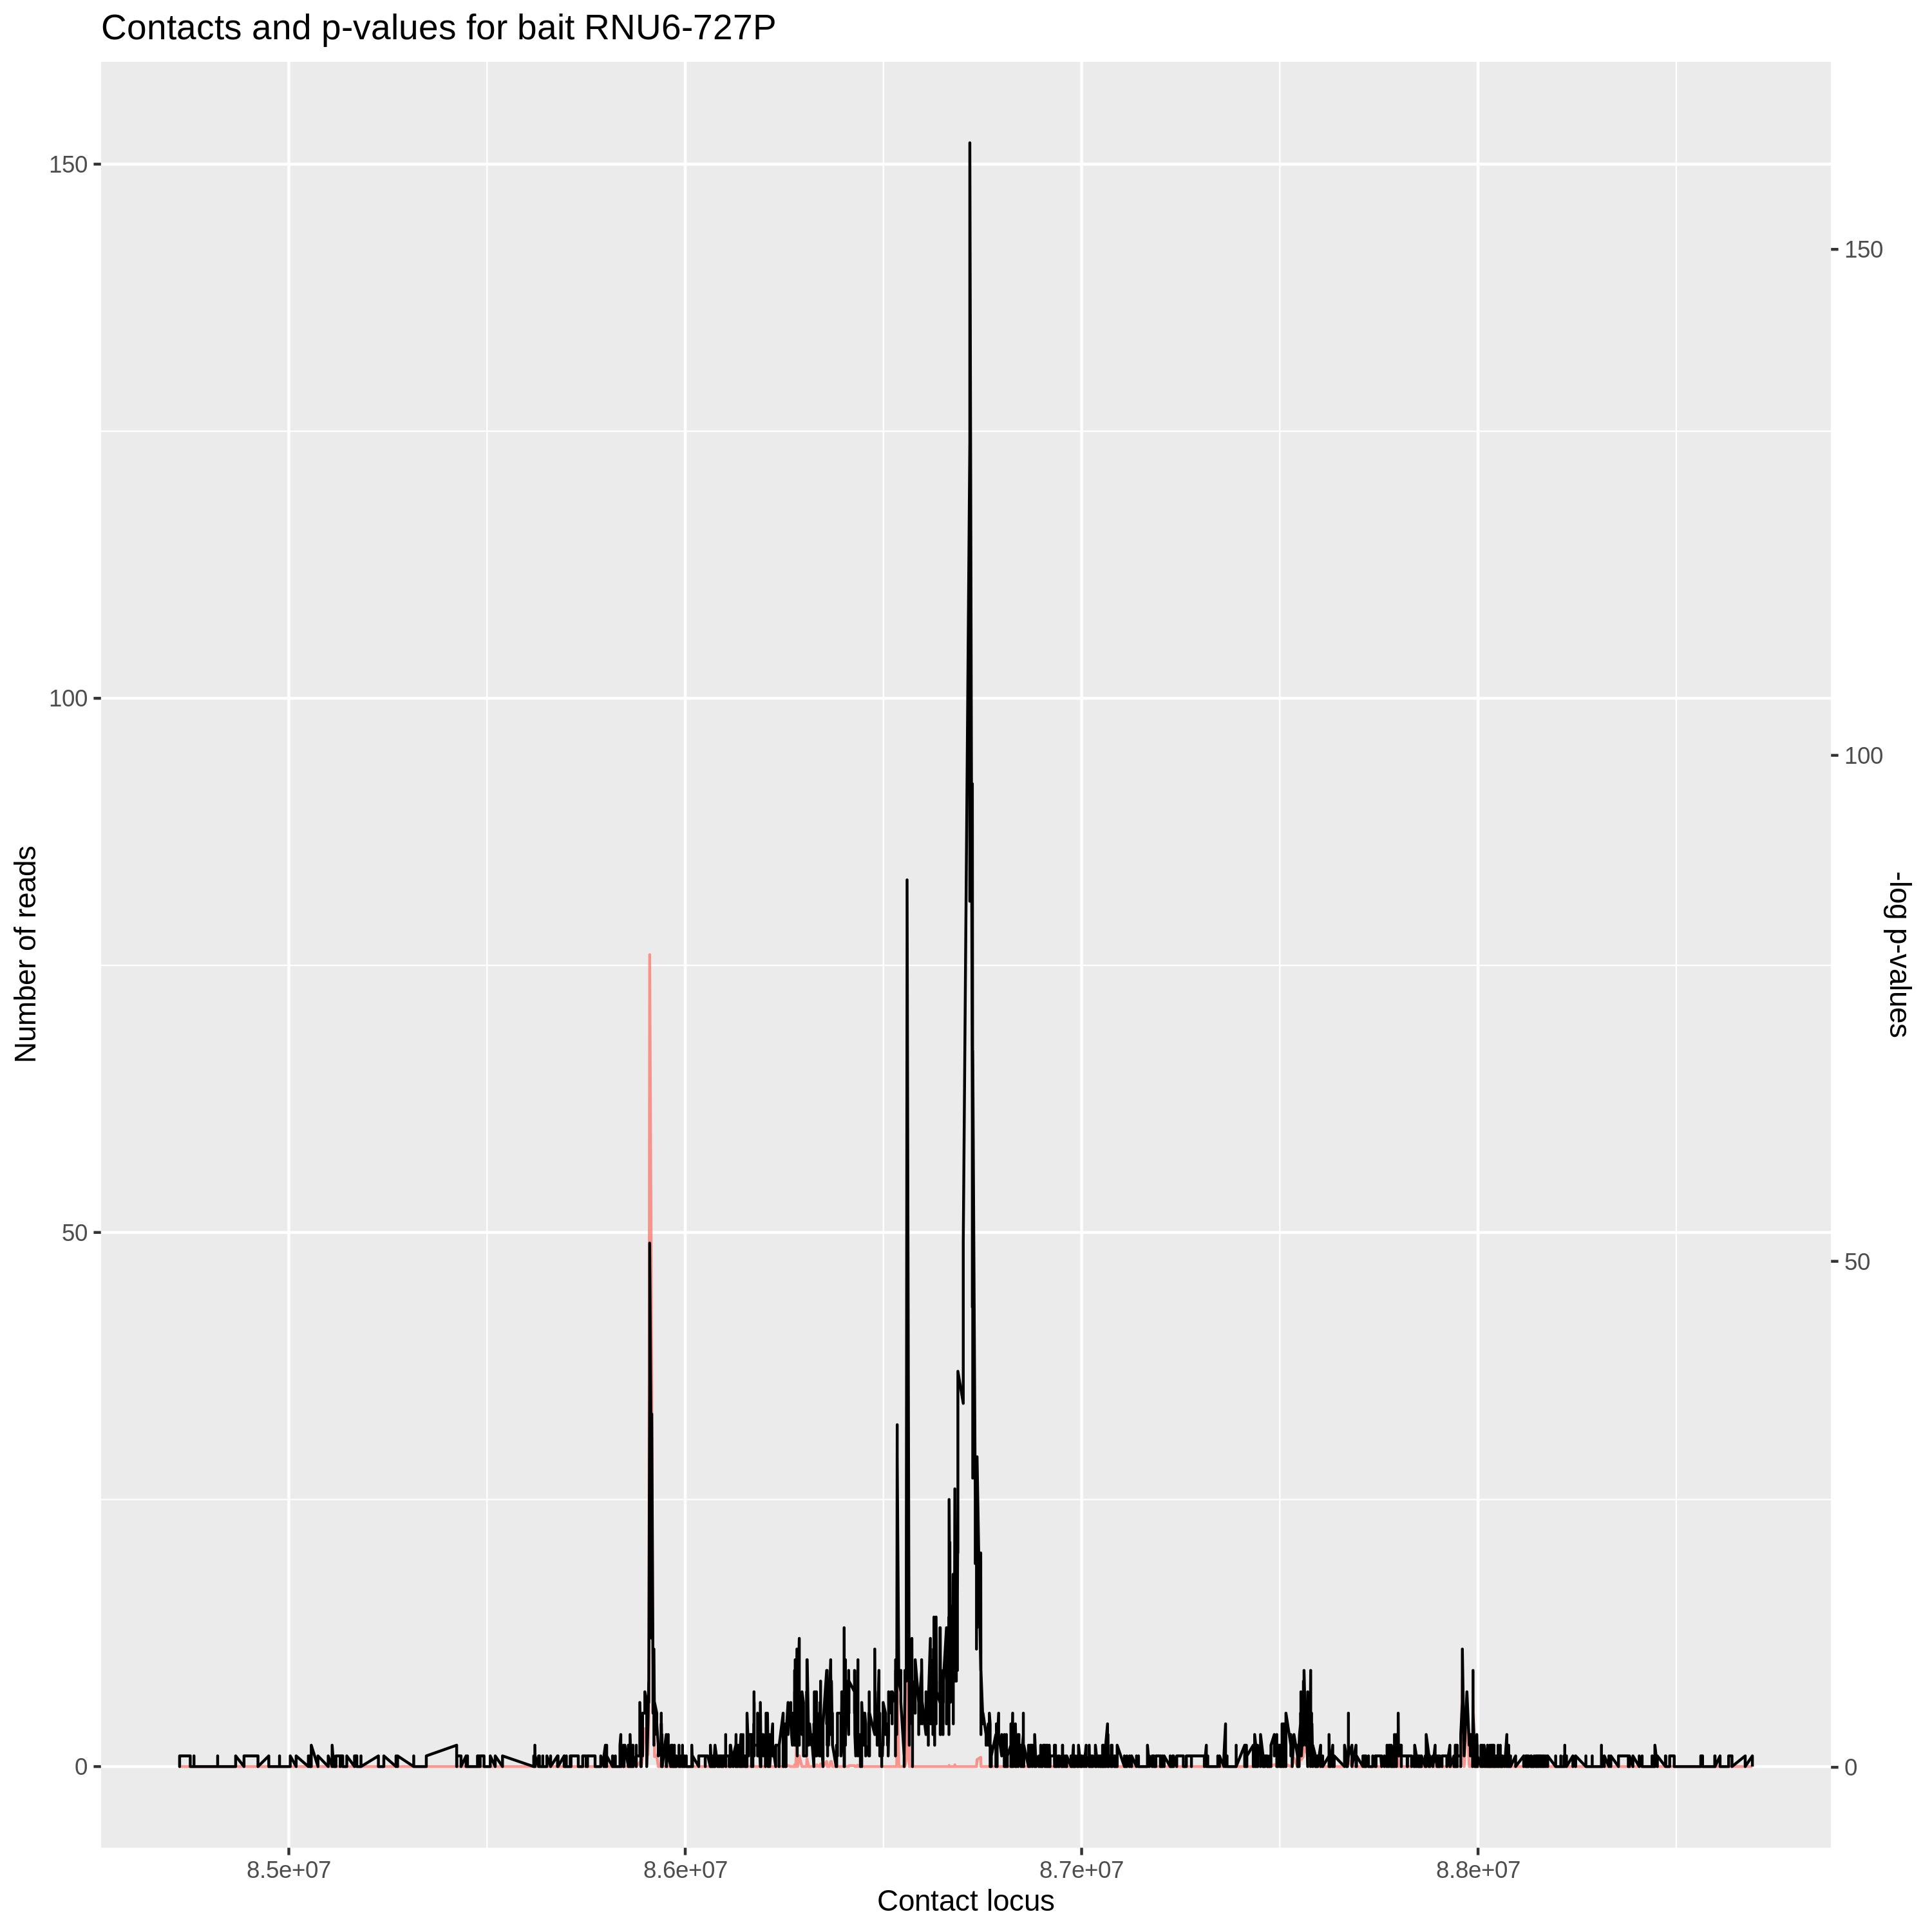 Contacts and p-values for bait RNU6-727P
150
100
50
0
Number of reads
150
100
50
0
-log p-values
8.5e+07
8.6e+07
8.7e+07
8.8e+07
Contact locus